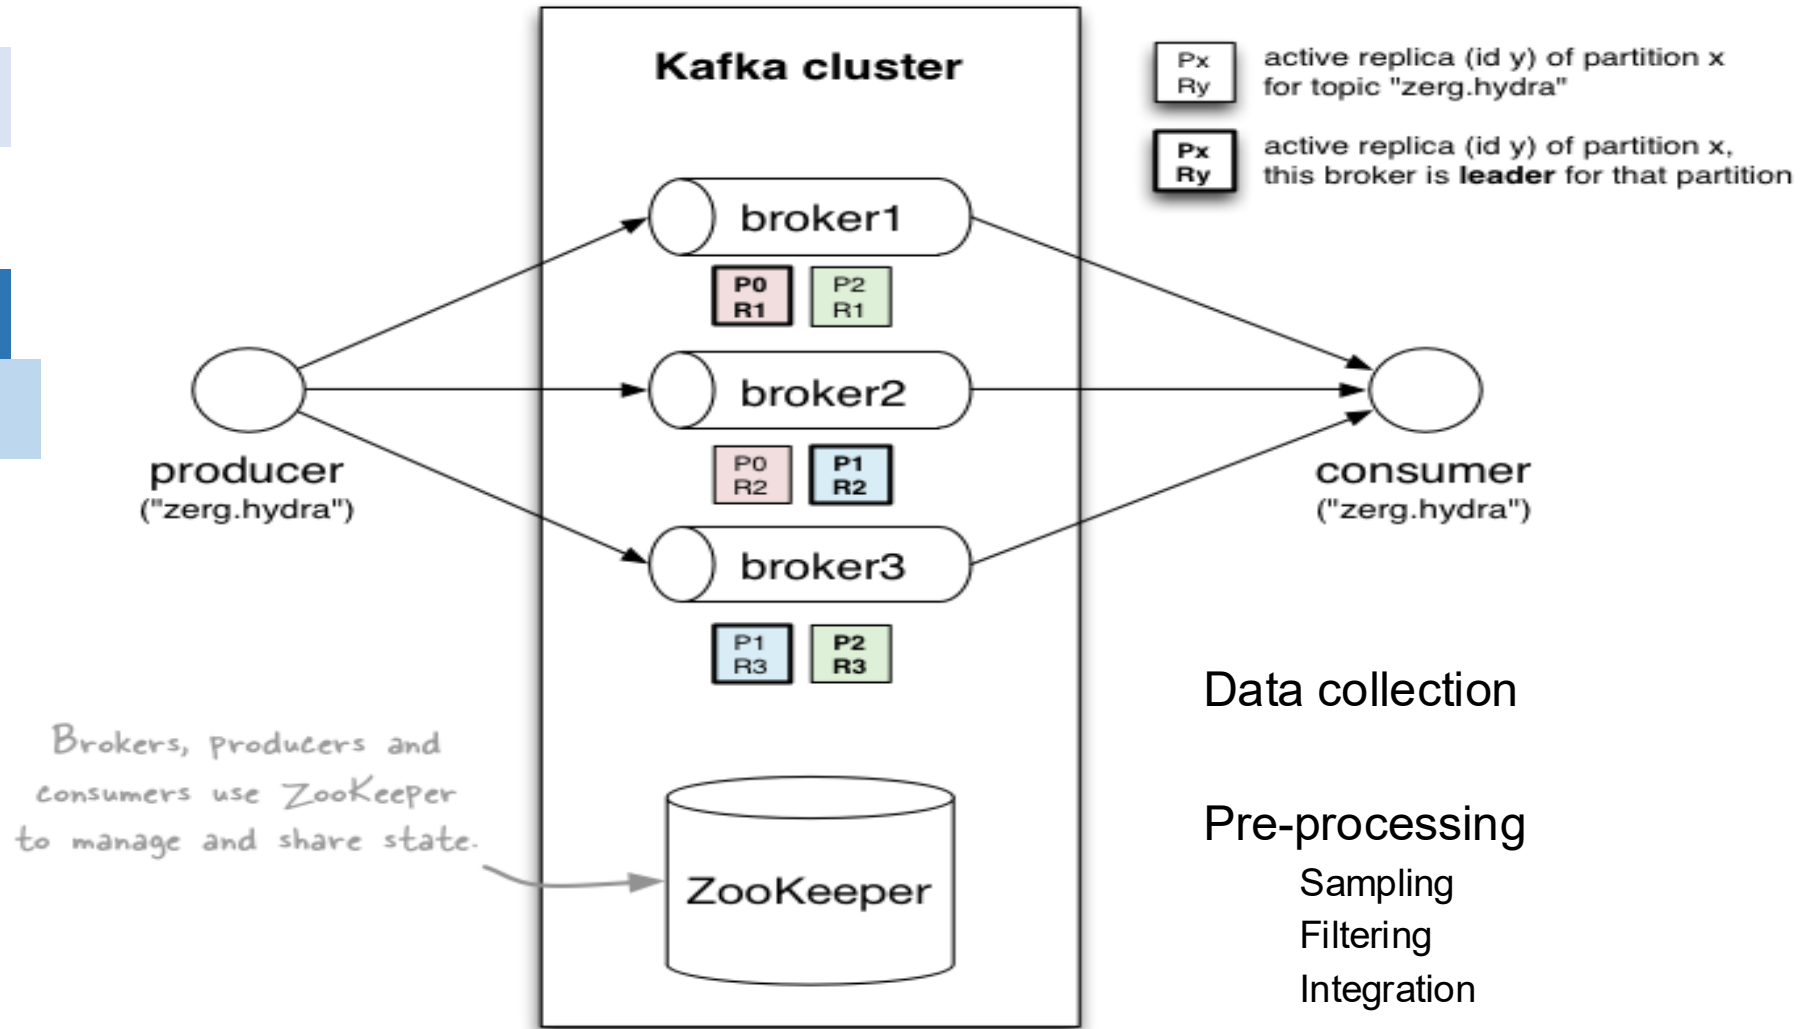 Kafka cluster
Px
Ry
active replica (id y) of partition x
for topic "zerg.hydra"
Px
Ry
active replica (id y) of partition x,
this broker is leader for that partition
broker1
P0
R1
P2
R1
broker2
P0
R2
P1
R2
broker3
P1
R3
P2
R3
producer
("zerg.hydra")
consumer
("zerg.hydra")
Brokers, producers and
consumers use ZooKeeper
to manage and share state.
ZooKeeper
Data collection
Pre-processing
Sampling
Filtering
Integration